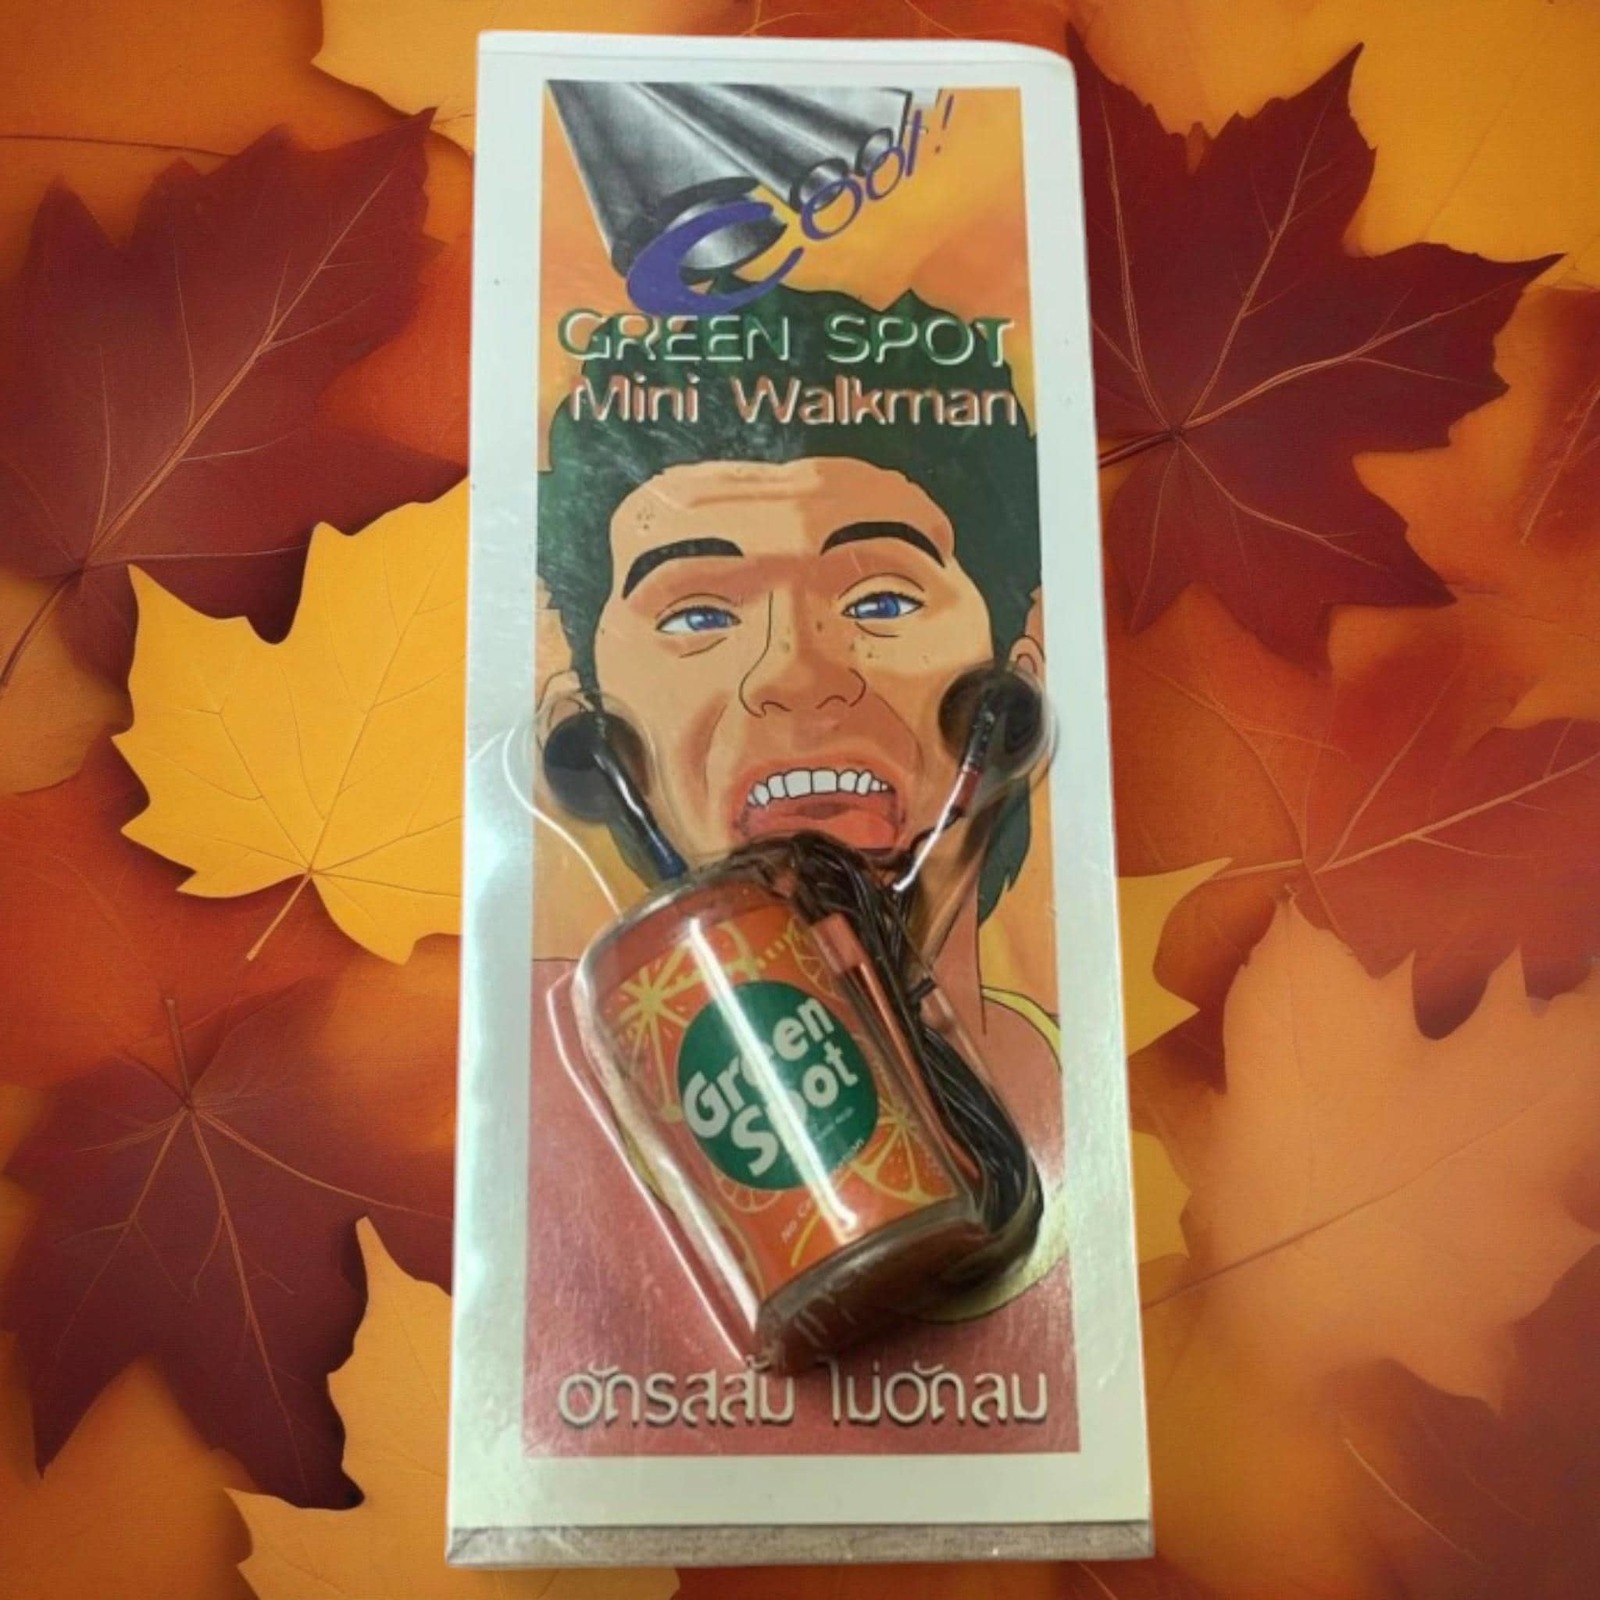 Cool!
GREEN SPOT
Mini Walkman
Green
Spot
อัดรสส้ม ไม่อัดลม